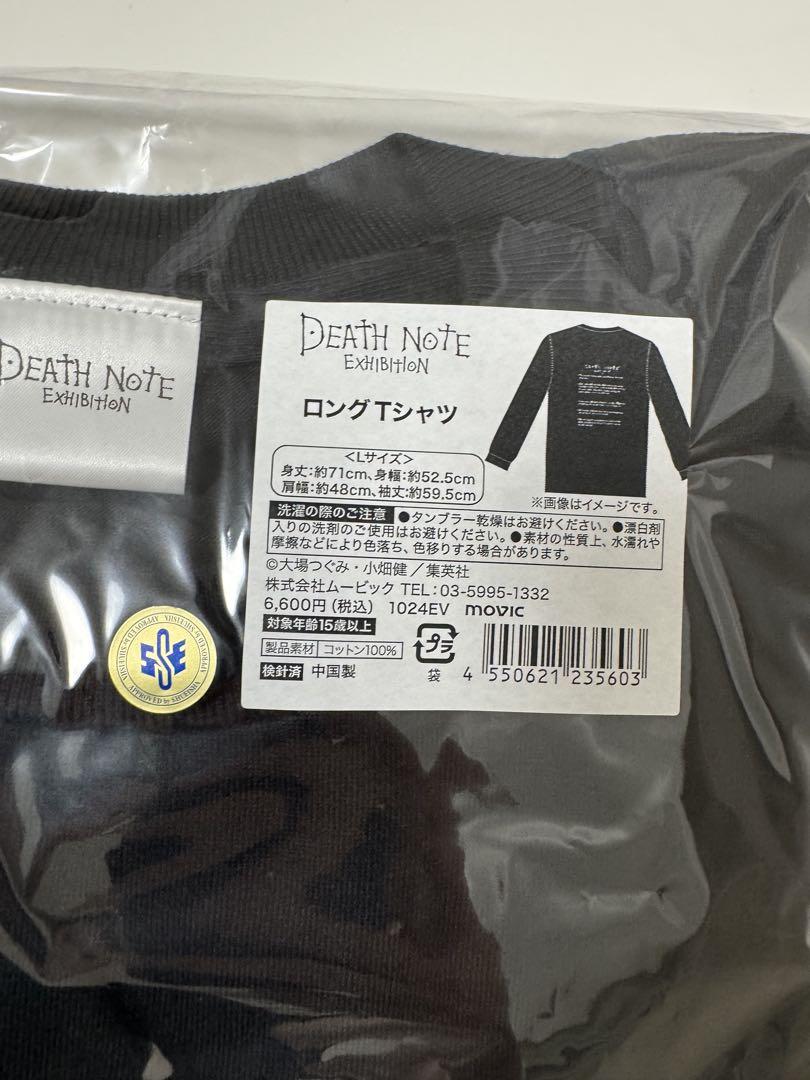 DEATH NOTE
EXHIBITION
DEATH NOTE
EXHIBITION
ロングTシャツ
<Lサイズ>
身丈:約71cm、身幅:約52.5cm
肩幅:約48cm、袖丈:約59.5cm
※画像はイメージです。
洗濯の際のご注意 ●タンブラー乾燥はお避けください。●漂白剤
入りの洗剤のご使用はお避けください。●素材の性質上、水濡れや
摩擦などにより色落ち、色移りする場合があります。
©大場つぐみ・小畑健／集英社
株式会社ムービック TEL:03-5995-1332
6,600円(税込) 1024EV movic
対象年齢15歳以上
製品素材 コットン100%
検針済 中国製
プラ
袋
4 550621 235603
SSE
APPROVED by SHUEISHA